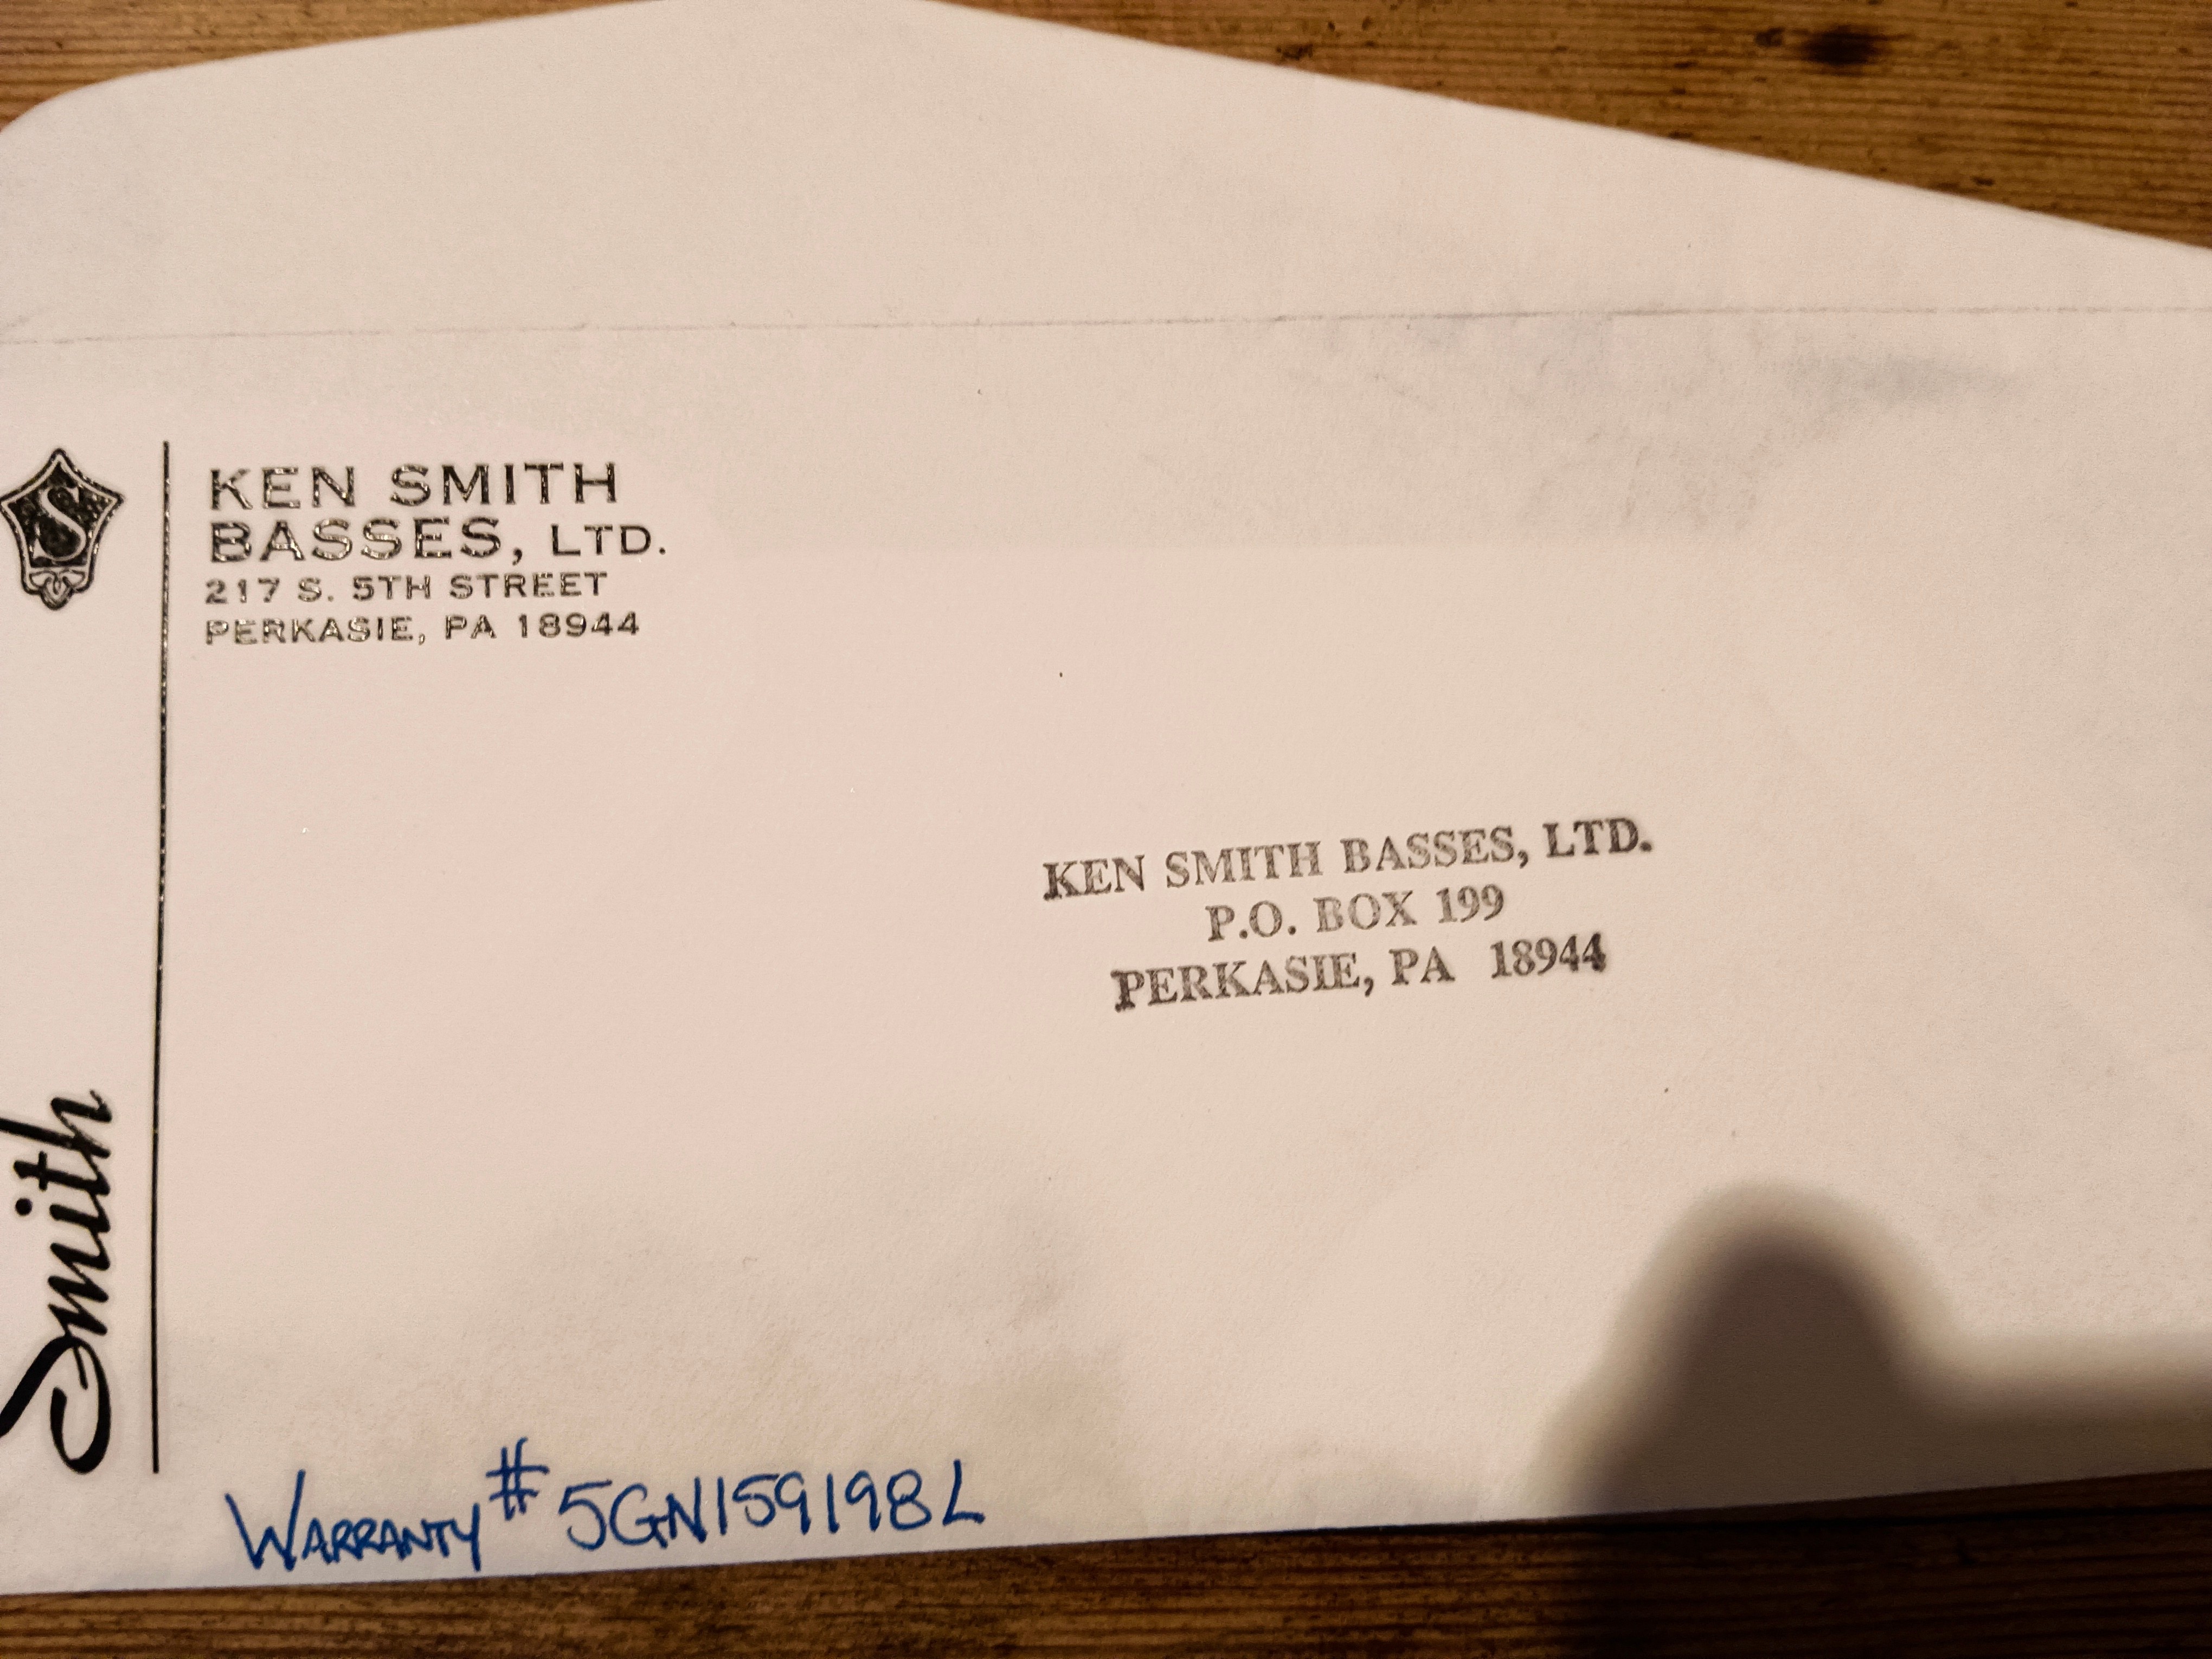 S
KEN SMITH
BASSES, LTD.
217 S. 5TH STREET
PERKASIE, PA 18944
KEN SMITH BASSES, LTD.
P.O. BOX 199
PERKASIE, PA 18944
Smith
WARRANTY # 5GN159198L